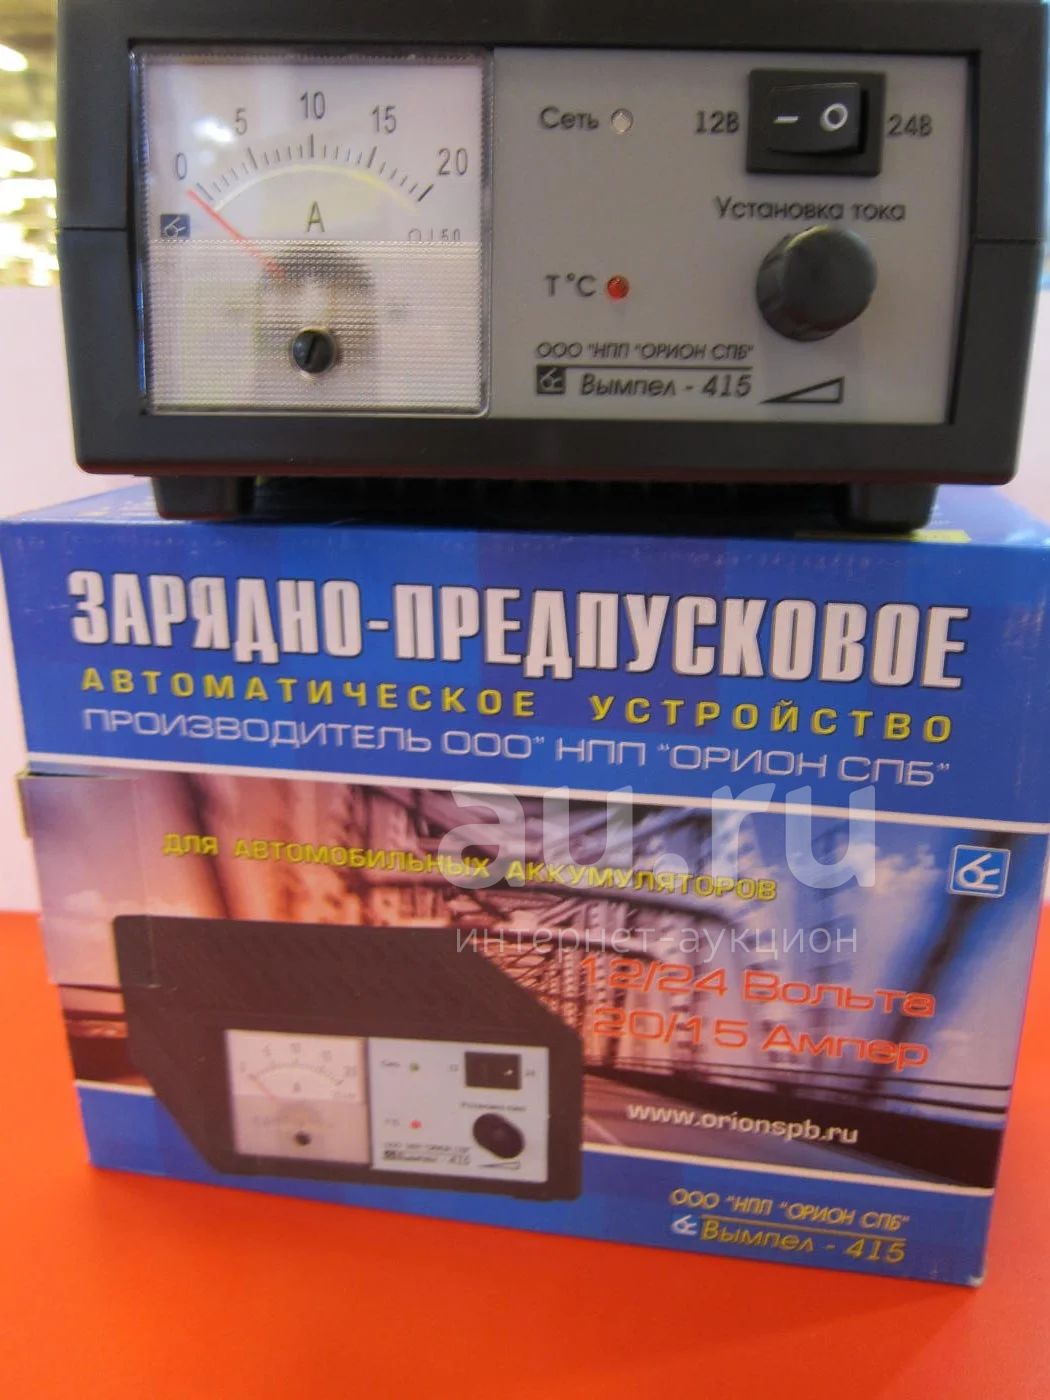 0 5 10 15 20
A
Сеть
12В 24В
Установка тока
T°C
ООО "НПП "ОРИОН СПБ"
Вымпел - 415
ЗАРЯДНО-ПРЕДПУСКОВОЕ
АВТОМАТИЧЕСКОЕ УСТРОЙСТВО
ПРОИЗВОДИТЕЛЬ ООО" НПП "ОРИОН СПБ"
au.ru
ДЛЯ АВТОМОБИЛЬНЫХ АККУМУЛЯТОРОВ
интернет-аукцион
12/24 Вольта
20/15 Ампер
www.orionspb.ru
ООО "НПП "ОРИОН СПБ"
Вымпел - 415